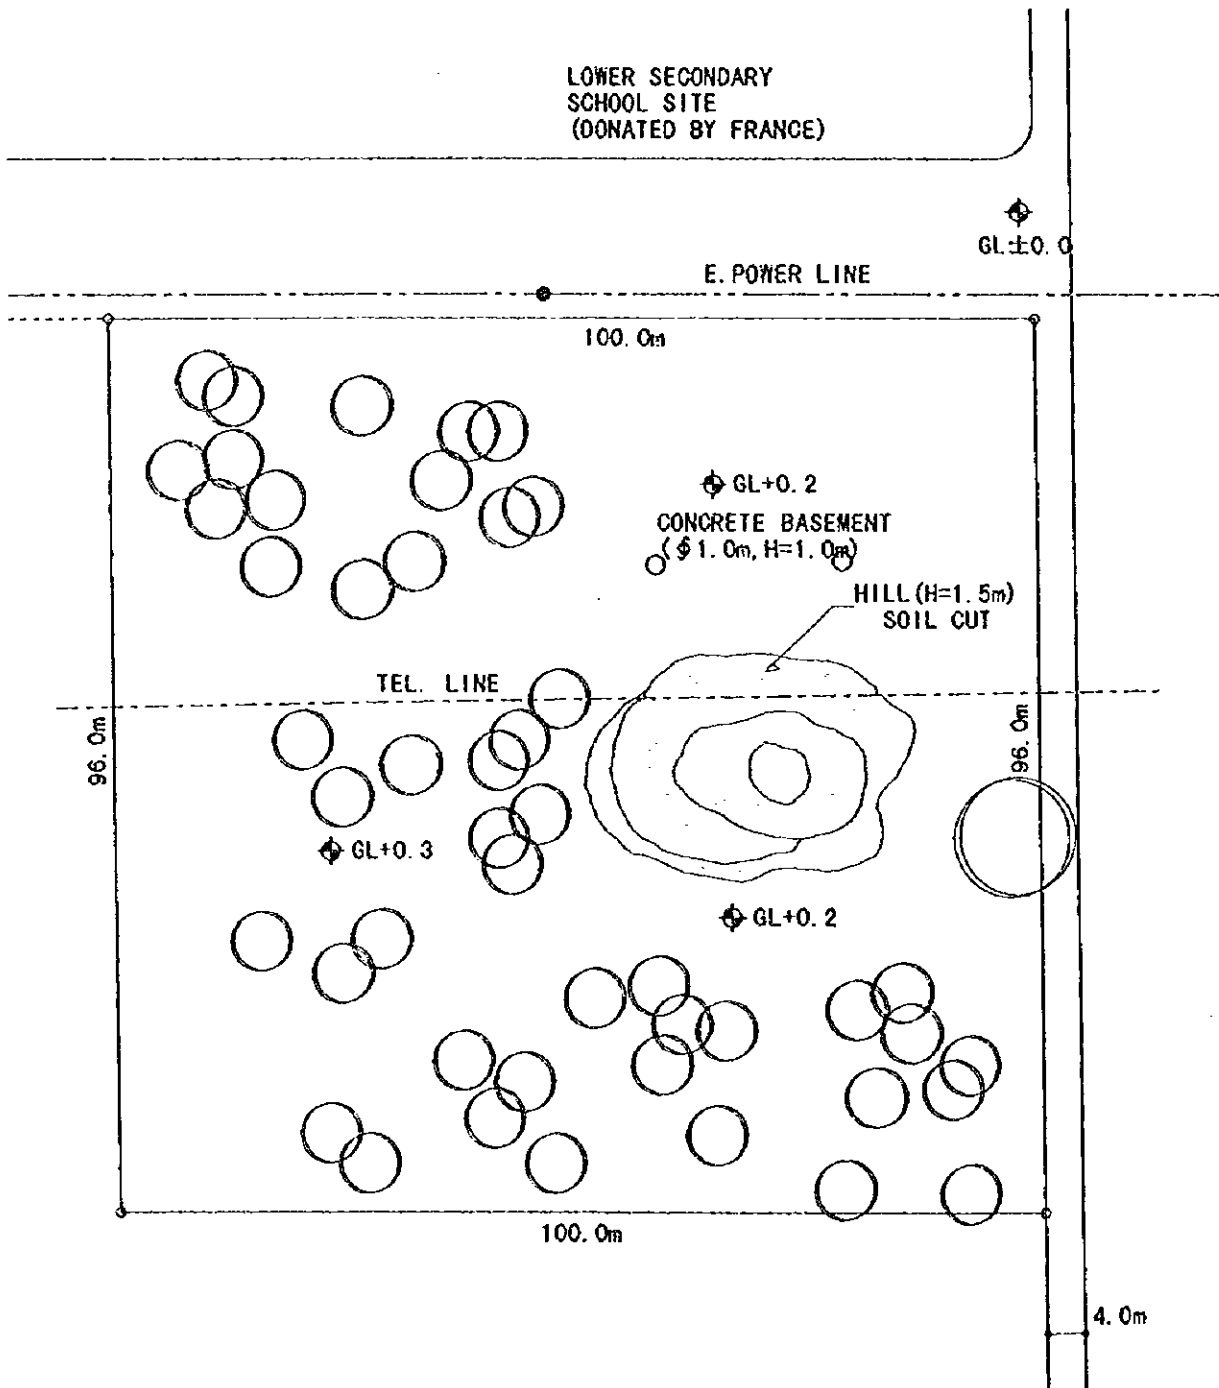 LOWER SECONDARY
SCHOOL SITE
(DONATED BY FRANCE)
GL±0.0
E.POWER LINE
100.0m
GL+0.2
CONCRETE BASEMENT
(φ1.0m,H=1.0m)
HILL(H=1.5m)
SOIL CUT
TEL. LINE
96.0m
96.0m
GL+0.3
GL+0.2
100.0m
4.0m